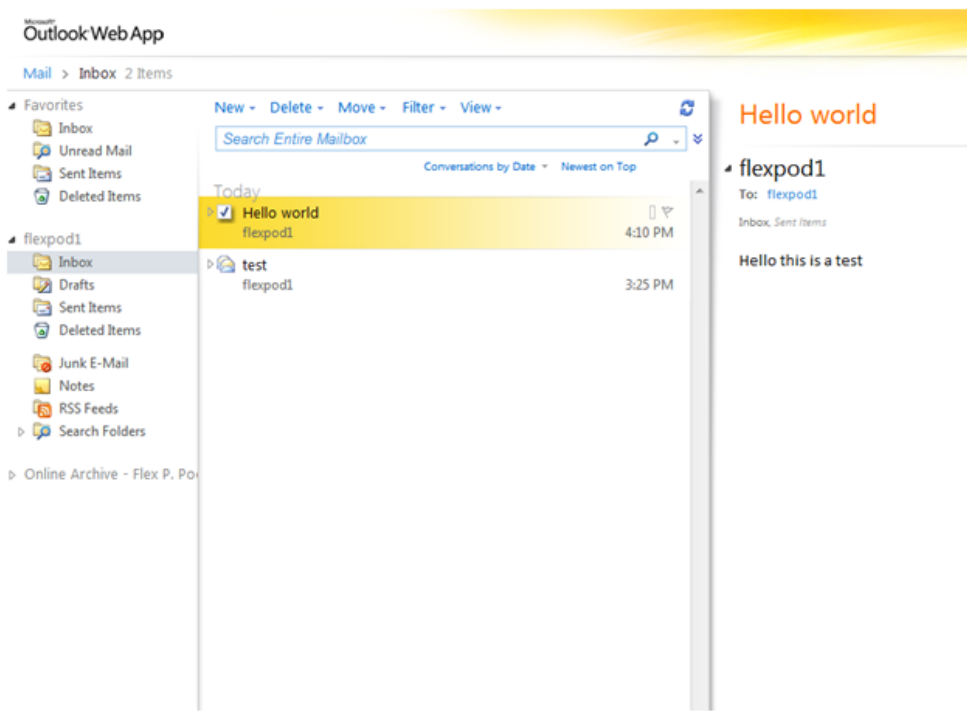 Microsoft®
Outlook Web App
Mail > Inbox 2 Items
Favorites
Inbox
Unread Mail
Sent Items
Deleted Items
flexpod1
Inbox
Drafts
Sent Items
Deleted Items
Junk E-Mail
Notes
RSS Feeds
Search Folders
Online Archive - Flex P.
New Delete Move Filter View
Search Entire Mailbox
Conversations by Date Newest on Top
Today
Hello world
flexpod1 4:10 PM
test
flexpod1 3:25 PM
Hello world
flexpod1
To: flexpod1
Inbox, Sent Items
Hello this is a test